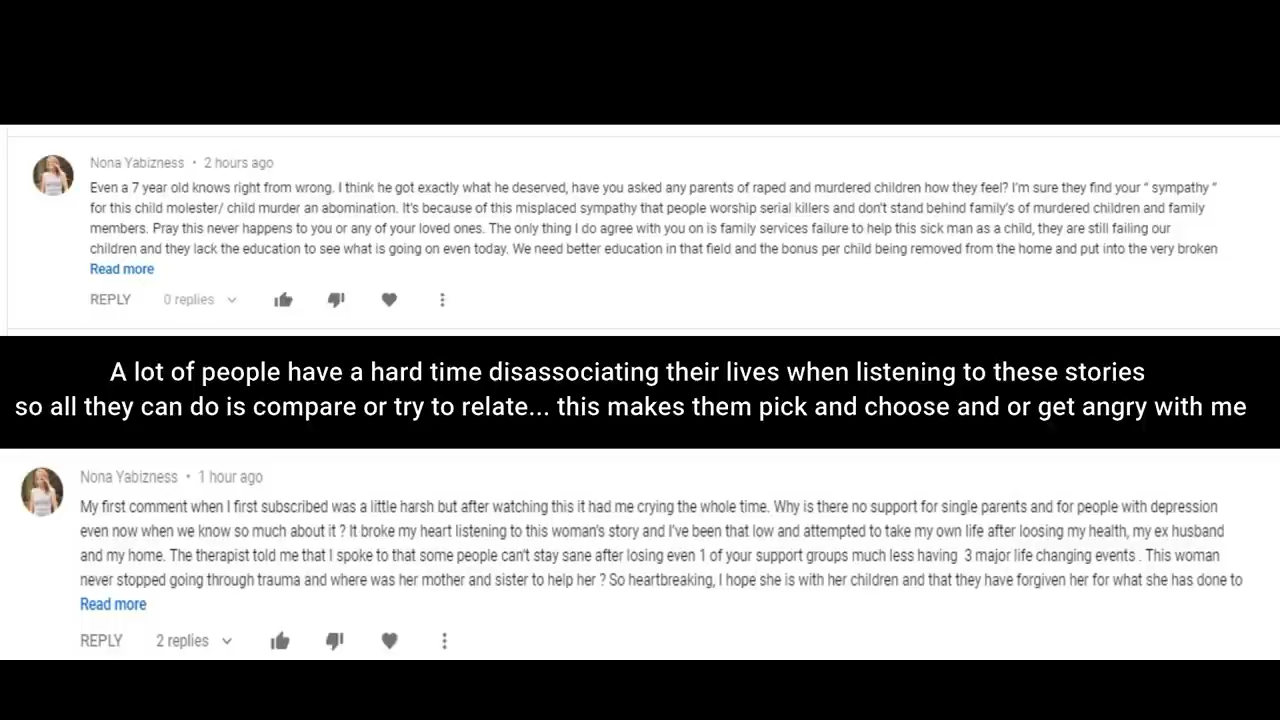 Nona Yabizness • 2 hours ago
Even a 7 year old knows right from wrong. I think he got exactly what he deserved, have you asked any parents of raped and murdered children how they feel? I'm sure they find your " sympathy "
for this child molester/ child murder an abomination. It's because of this misplaced sympathy that people worship serial killers and don't stand behind family's of murdered children and family
members. Pray this never happens to you or any of your loved ones. The only thing I do agree with you on is family services failure to help this sick man as a child, they are still failing our
children and they lack the education to see what is going on even today. We need better education in that field and the bonus per child being removed from the home and put into the very broken
Read more
REPLY 0 replies
A lot of people have a hard time disassociating their lives when listening to these stories
so all they can do is compare or try to relate... this makes them pick and choose and or get angry with me
Nona Yabizness • 1 hour ago
My first comment when I first subscribed was a little harsh but after watching this it had me crying the whole time. Why is there no support for single parents and for people with depression
even now when we know so much about it ? It broke my heart listening to this woman's story and I've been that low and attempted to take my own life after loosing my health, my ex husband
and my home. The therapist told me that I spoke to that some people can't stay sane after losing even 1 of your support groups much less having 3 major life changing events . This woman
never stopped going through trauma and where was her mother and sister to help her ? So heartbreaking, I hope she is with her children and that they have forgiven her for what she has done to
Read more
REPLY 2 replies